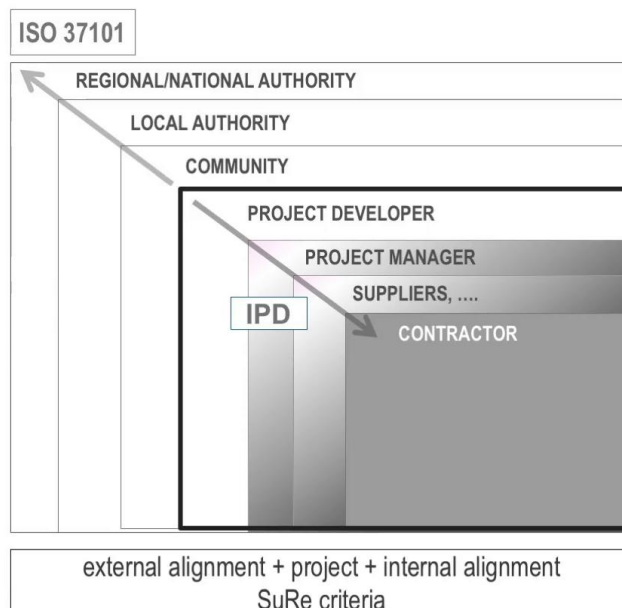 ISO 37101
REGIONAL/NATIONAL AUTHORITY
LOCAL AUTHORITY
COMMUNITY
PROJECT DEVELOPER
PROJECT MANAGER
SUPPLIERS, ....
IPD
CONTRACTOR
external alignment + project + internal alignment
SuRe criteria